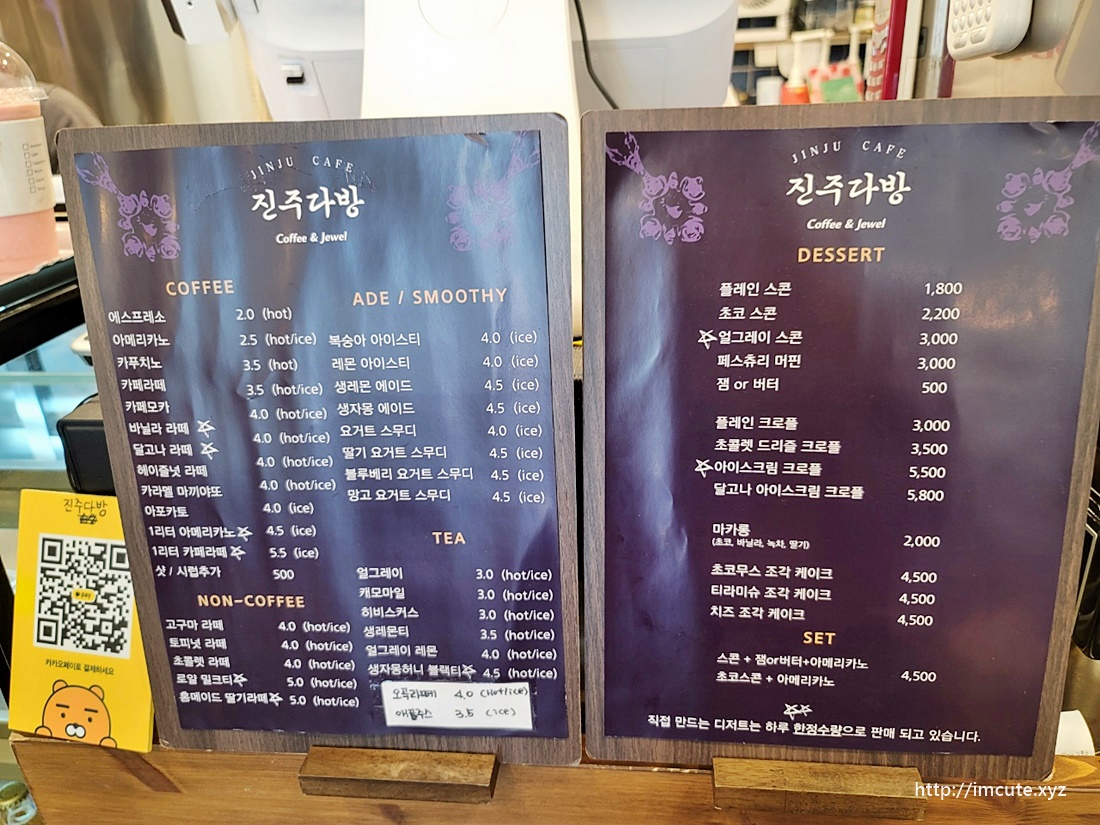 JINJU CAFE
진주다방
Coffee & Jewel
COFFEE
에스프레소 2.0 (hot)
아메리카노 2.5 (hot/ice)
카푸치노 3.5 (hot)
카페라떼 3.5 (hot/ice)
카페모카 4.0 (hot/ice)
바닐라 라떼 4.0 (hot/ice)
달고나 라떼 4.0 (hot/ice)
헤이즐넛 라떼 4.0 (hot/ice)
카라멜 마끼야또 4.0 (hot/ice)
아포카토 4.0 (ice)
1리터 아메리카노 4.5 (ice)
1리터 카페라떼 5.5 (ice)
샷 / 시럽추가 500
NON-COFFEE
고구마 라떼 4.0 (hot/ice)
토피넛 라떼 4.0 (hot/ice)
초콜렛 라떼 4.0 (hot/ice)
로얄 밀크티 5.0 (hot/ice)
홈메이드 딸기라떼 5.0 (hot/ice)
ADE / SMOOTHY
복숭아 아이스티 4.0 (ice)
레몬 아이스티 4.0 (ice)
생레몬 에이드 4.5 (ice)
생자몽 에이드 4.5 (ice)
요거트 스무디 4.0 (ice)
딸기 요거트 스무디 4.5 (ice)
블루베리 요거트 스무디 4.5 (ice)
망고 요거트 스무디 4.5 (ice)
TEA
얼그레이 3.0 (hot/ice)
캐모마일 3.0 (hot/ice)
히비스커스 3.0 (hot/ice)
생레몬티 3.5 (hot/ice)
얼그레이 레몬 4.0 (hot/ice)
생자몽허니 블랙티 4.5 (hot/ice)
오곡라떼 4.0 (Hot/ice)
애플쥬스 3.5 (ice)
JINJU CAFE
진주다방
Coffee & Jewel
DESSERT
플레인 스콘 1,800
초코 스콘 2,200
얼그레이 스콘 3,000
페스츄리 머핀 3,000
잼 or 버터 500
플레인 크로플 3,000
초콜렛 드리즐 크로플 3,500
아이스크림 크로플 5,500
달고나 아이스크림 크로플 5,800
마카롱 2,000
(초코, 바닐라, 녹차, 딸기)
초코무스 조각 케이크 4,500
티라미슈 조각 케이크 4,500
치즈 조각 케이크 4,500
SET
스콘 + 잼or버터+아메리카노
초코스콘 + 아메리카노 4,500
직접 만드는 디저트는 하루 한정수량으로 판매 되고 있습니다.
진주다방
pay
카카오페이로 결제하세요
http://imcute.xyz